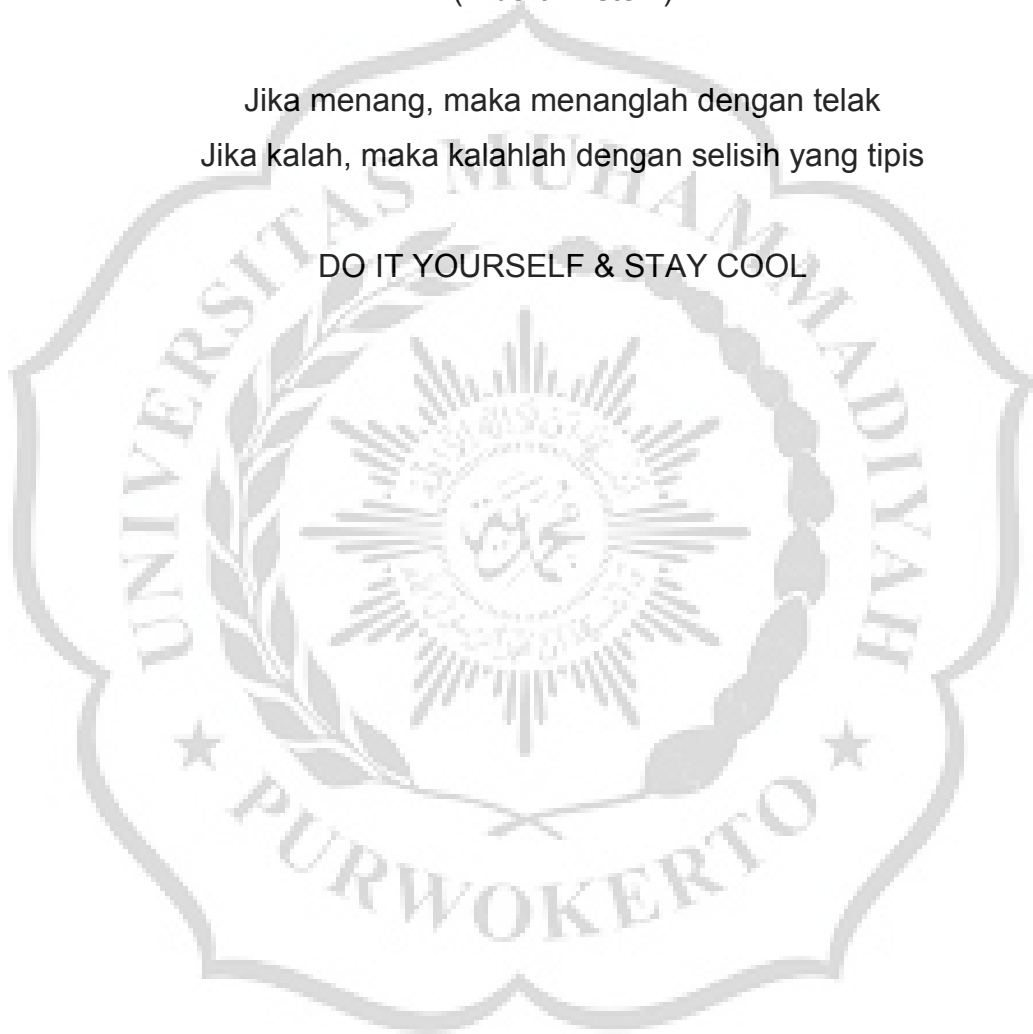 Jika menang, maka menanglah dengan telak
Jika kalah, maka kalahlah dengan selisih yang tipis
DO IT YOURSELF & STAY COOL
UNIVERSITAS MUHAMMADIYAH
PURWOKERTO